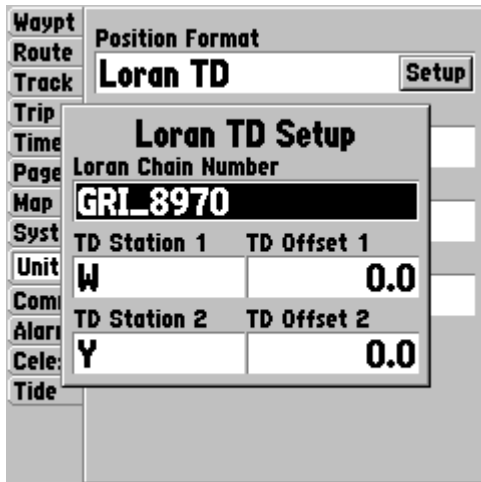 Waypt
Route
Track
Trip
Time
Page
Map
Syst
Unit
Com
Alar
Cele
Tide
Position Format
Loran TD
Setup
Loran TD Setup
Loran Chain Number
GRI_8970
TD Station 1 TD Offset 1
W 0.0
TD Station 2 TD Offset 2
Y 0.0